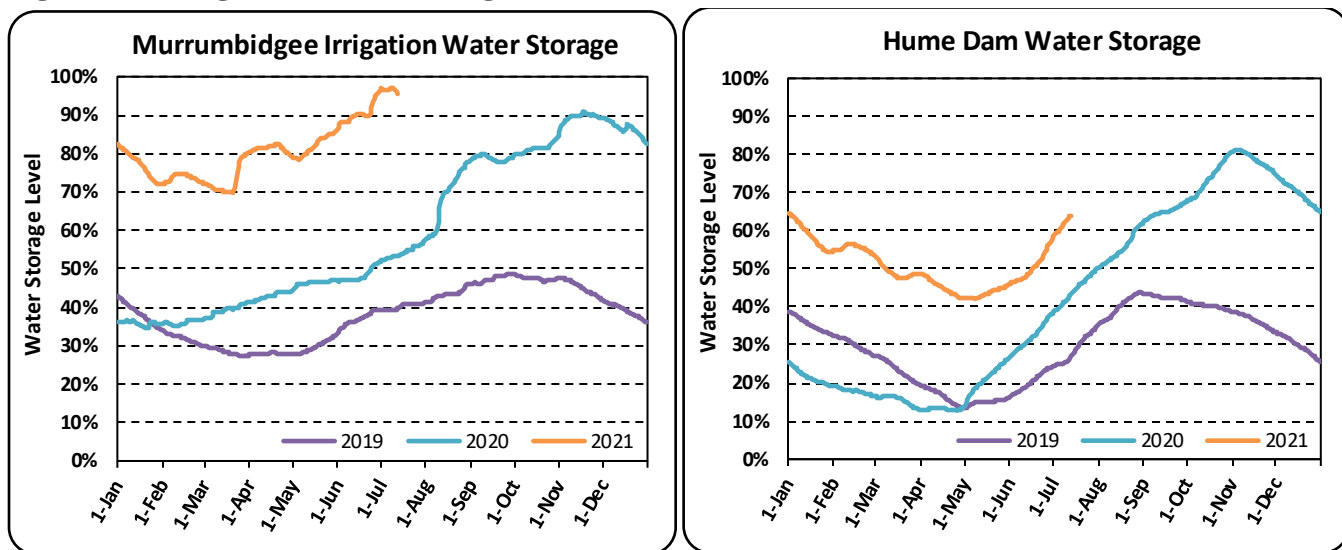 Murrumbidgee Irrigation Water Storage
Water Storage Level
100%
90%
80%
70%
60%
50%
40%
30%
20%
10%
0%
2019 2020 2021
1-Jan 1-Feb 1-Mar 1-Apr 1-May 1-Jun 1-Jul 1-Aug 1-Sep 1-Oct 1-Nov 1-Dec
Hume Dam Water Storage
Water Storage Level
100%
90%
80%
70%
60%
50%
40%
30%
20%
10%
0%
2019 2020 2021
1-Jan 1-Feb 1-Mar 1-Apr 1-May 1-Jun 1-Jul 1-Aug 1-Sep 1-Oct 1-Nov 1-Dec